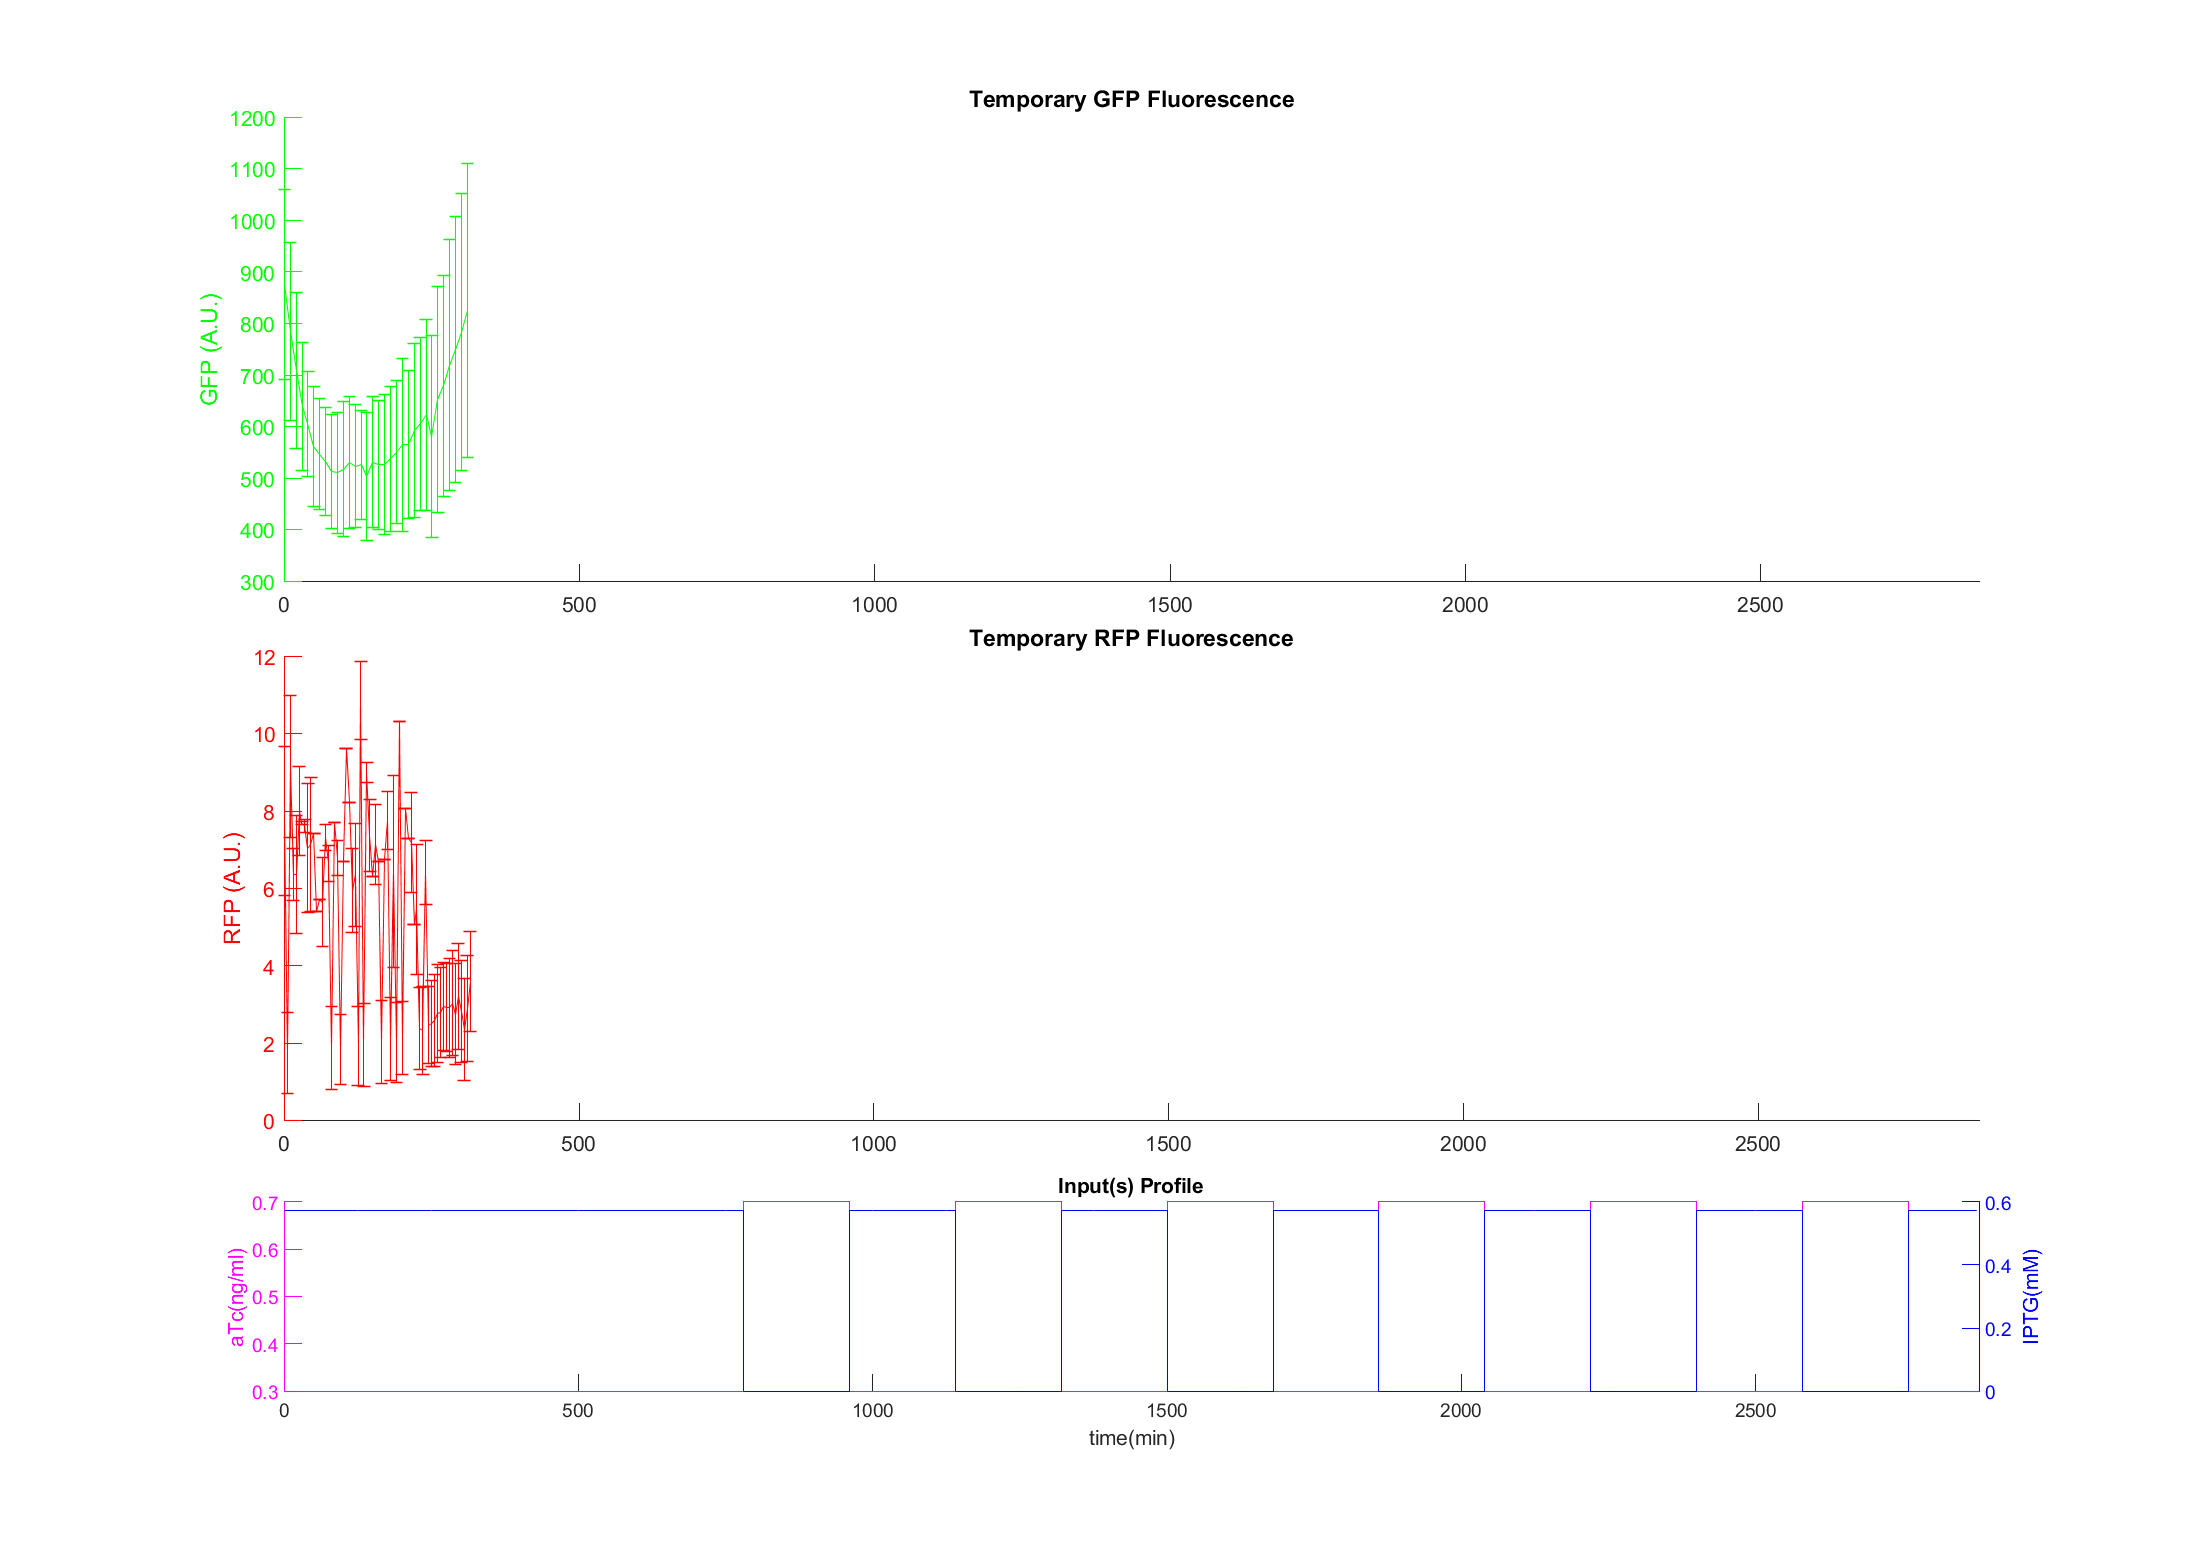 Temporary GFP Fluorescence
1200
1100
1000
900
800
700
600
500
400
300
GFP (A.U.)
0 500 1000 1500 2000 2500
Temporary RFP Fluorescence
12
10
8
6
4
2
0
RFP (A.U.)
0 500 1000 1500 2000 2500
Input(s) Profile
0.7
0.6
0.5
0.4
0.3
aTc(ng/ml)
0.6
0.4
0.2
0
IPTG(mM)
0 500 1000 1500 2000 2500
time(min)